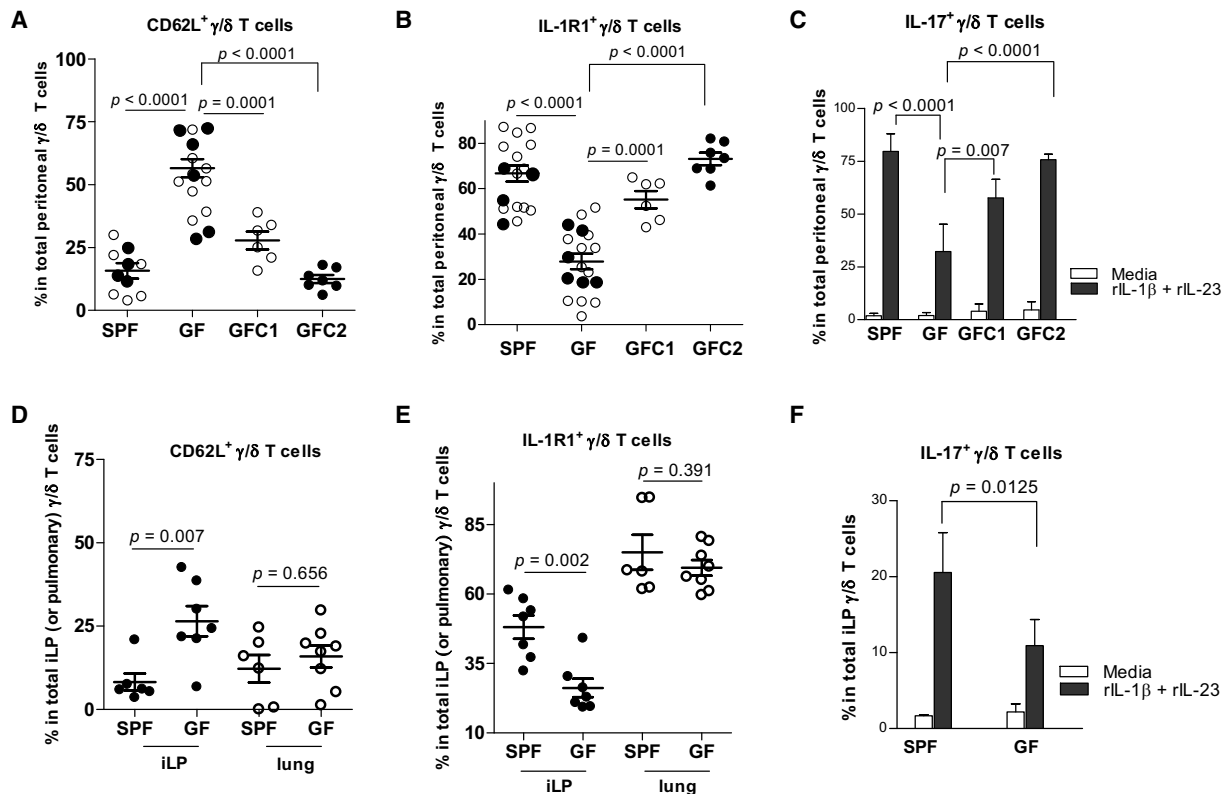 A
CD62L+ γ/δ T cells
p < 0.0001
p < 0.0001
p = 0.0001
% in total peritoneal γ/δ T cells
100
75
50
25
0
SPF GF GFC1 GFC2
B
IL-1R1+ γ/δ T cells
p < 0.0001
p < 0.0001
p = 0.0001
% in total peritoneal γ/δ T cells
80
60
40
20
0
SPF GF GFC1 GFC2
C
IL-17+ γ/δ T cells
p < 0.0001
p < 0.0001
p = 0.007
% in total peritoneal γ/δ T cells
100
75
50
25
0
Media
rIL-1β + rIL-23
SPF GF GFC1 GFC2
D
CD62L+ γ/δ T cells
p = 0.007
p = 0.656
% in total iLP (or pulmonary) γ/δ T cells
75
50
25
0
SPF GF SPF GF
iLP lung
E
IL-1R1+ γ/δ T cells
p = 0.391
p = 0.002
% in total iLP (or pulmonary) γ/δ T cells
85
60
35
10
SPF GF SPF GF
iLP lung
F
IL-17+ γ/δ T cells
p = 0.0125
% in total iLP γ/δ T cells
30
20
10
0
Media
rIL-1β + rIL-23
SPF GF